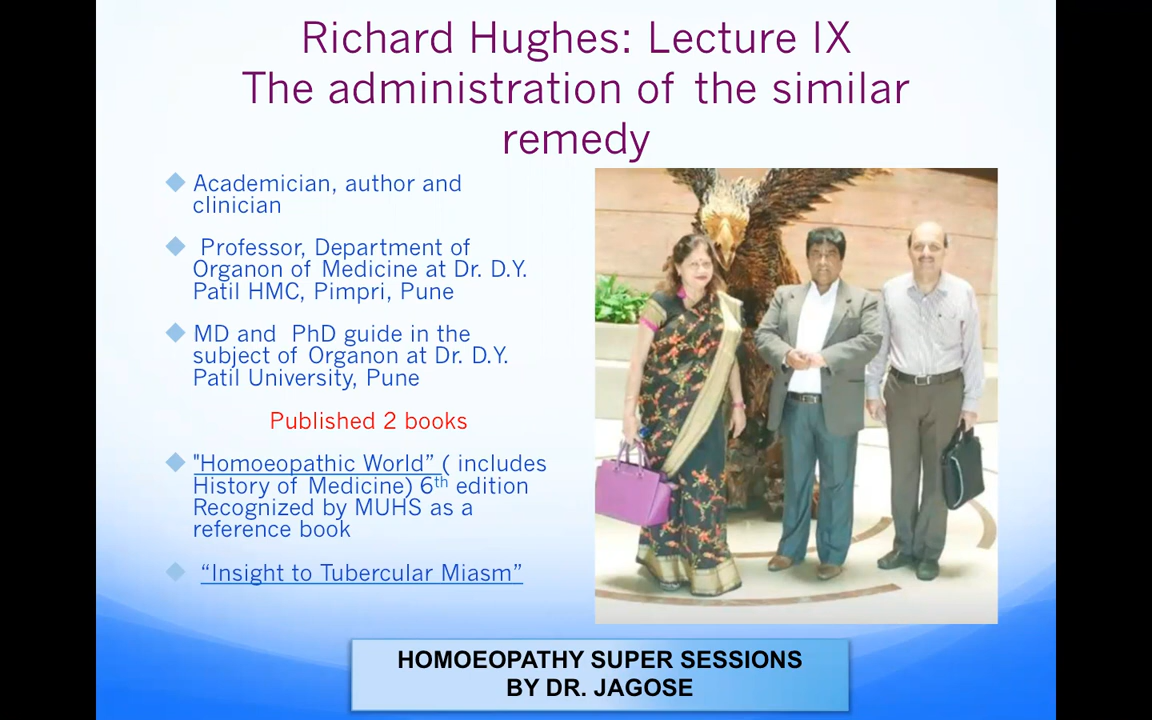 Richard Hughes: Lecture IX
The administration of the similar
remedy
Academician, author and
clinician
Professor, Department of
Organon of Medicine at Dr. D.Y.
Patil HMC, Pimpri, Pune
MD and PhD guide in the
subject of Organon at Dr. D.Y.
Patil University, Pune
Published 2 books
"Homoeopathic World” ( includes
History of Medicine) 6th edition
Recognized by MUHS as a
reference book
“Insight to Tubercular Miasm”
HOMOEOPATHY SUPER SESSIONS
BY DR. JAGOSE